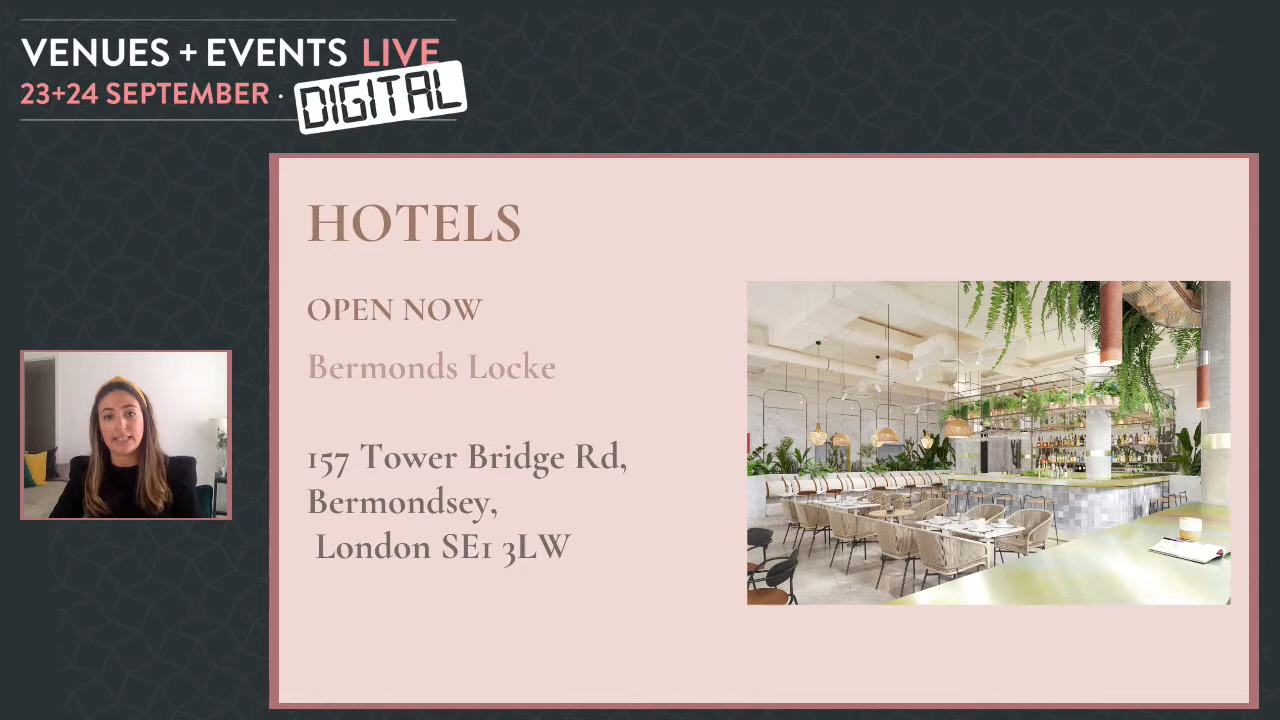 VENUES + EVENTS LIVE
23+24 SEPTEMBER · DIGITAL
HOTELS
OPEN NOW
Bermonds Locke
157 Tower Bridge Rd,
Bermondsey,
London SE1 3LW